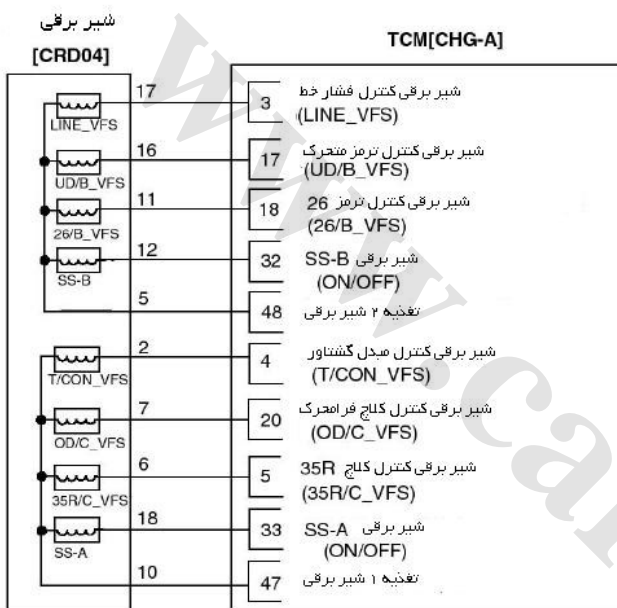 شیر برقی
[CRD04]
TCM[CHG-A]
LINE_VFS
17
3
شیر برقی کنترل فشار خط
(LINE_VFS)
UD/B_VFS
16
17
شیر برقی کنترل ترمز متحرک
(UD/B_VFS)
26/B_VFS
11
18
شیر برقی کنترل ترمز 26
(26/B_VFS)
SS-B
12
32
شیر برقی SS-B
(ON/OFF)
5
48
تغذیه ۲ شیر برقی
T/CON_VFS
2
4
شیر برقی کنترل مبدل گشتاور
(T/CON_VFS)
OD/C_VFS
7
20
شیر برقی کنترل کلاچ فرامحرک
(OD/C_VFS)
35R/C_VFS
6
5
شیر برقی کنترل کلاچ 35R
(35R/C_VFS)
SS-A
18
33
شیر برقی SS-A
(ON/OFF)
10
47
تغذیه ۱ شیر برقی
www.car